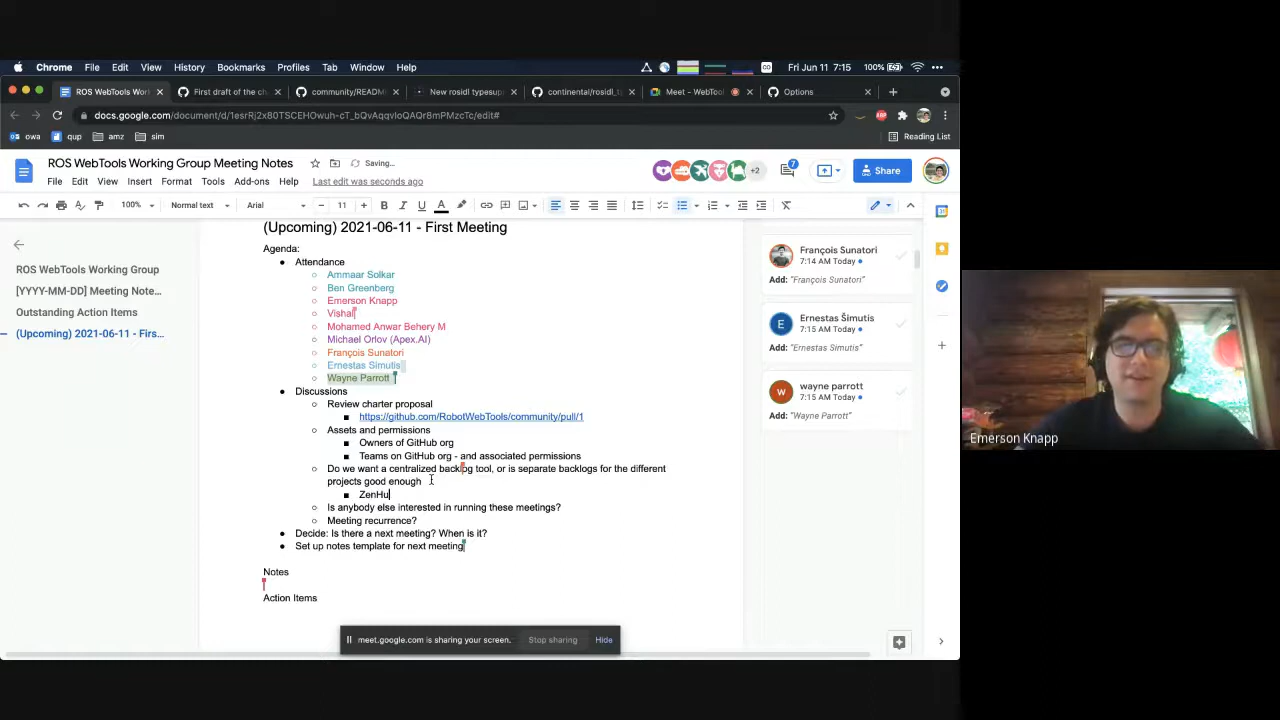 Chrome File Edit View History Bookmarks Profiles Tab Window Help Fri Jun 11 7:15 100%
ROS WebTools Work First draft of the cha community/READM New rosidl typesupp continental/rosidl_ty Meet - WebTool Options
docs.google.com/document/d/
owa qup amz sim Reading List
ROS WebTools Working Group Meeting Notes Saving...
File Edit View Insert Format Tools Add-ons Help Last edit was seconds ago
+2 7 Share
100% Normal text Arial 11 B I U A
(Upcoming) 2021-06-11 - First Meeting
Agenda:
Attendance
Ammaar Solkar
Ben Greenberg
Emerson Knapp
Vishal
Mohamed Anwar Behery M
Michael Orlov (Apex.AI)
François Sunatori
Ernestas Simutis
Wayne Parrott
Discussions
Review charter proposal
https://github.com/RobotWebTools/community/pull/1
Assets and permissions
Owners of GitHub org
Teams on GitHub org - and associated permissions
Do we want a centralized backlog tool, or is separate backlogs for the different
projects good enough
ZenHu
Is anybody else interested in running these meetings?
Meeting recurrence?
Decide: Is there a next meeting? When is it?
Set up notes template for next meeting
Notes
Action Items
ROS WebTools Working Group
[YYYY-MM-DD] Meeting Note...
Outstanding Action Items
(Upcoming) 2021-06-11 - Firs...
François Sunatori
7:14 AM Today
Add: "François Sunatori"
E
Ernestas Šimutis
7:15 AM Today
Add: "Ernestas Simutis"
W
wayne parrott
7:15 AM Today
Add: "Wayne Parrott"
meet.google.com is sharing your screen. Stop sharing Hide
Emerson Knapp